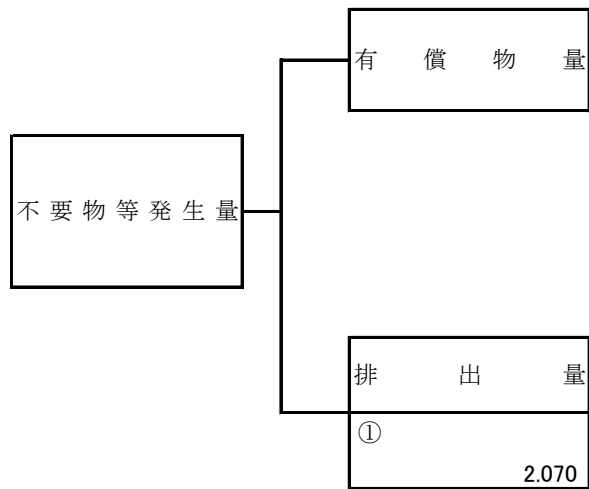 有償物量
不要物等発生量
排出量
①
2.070